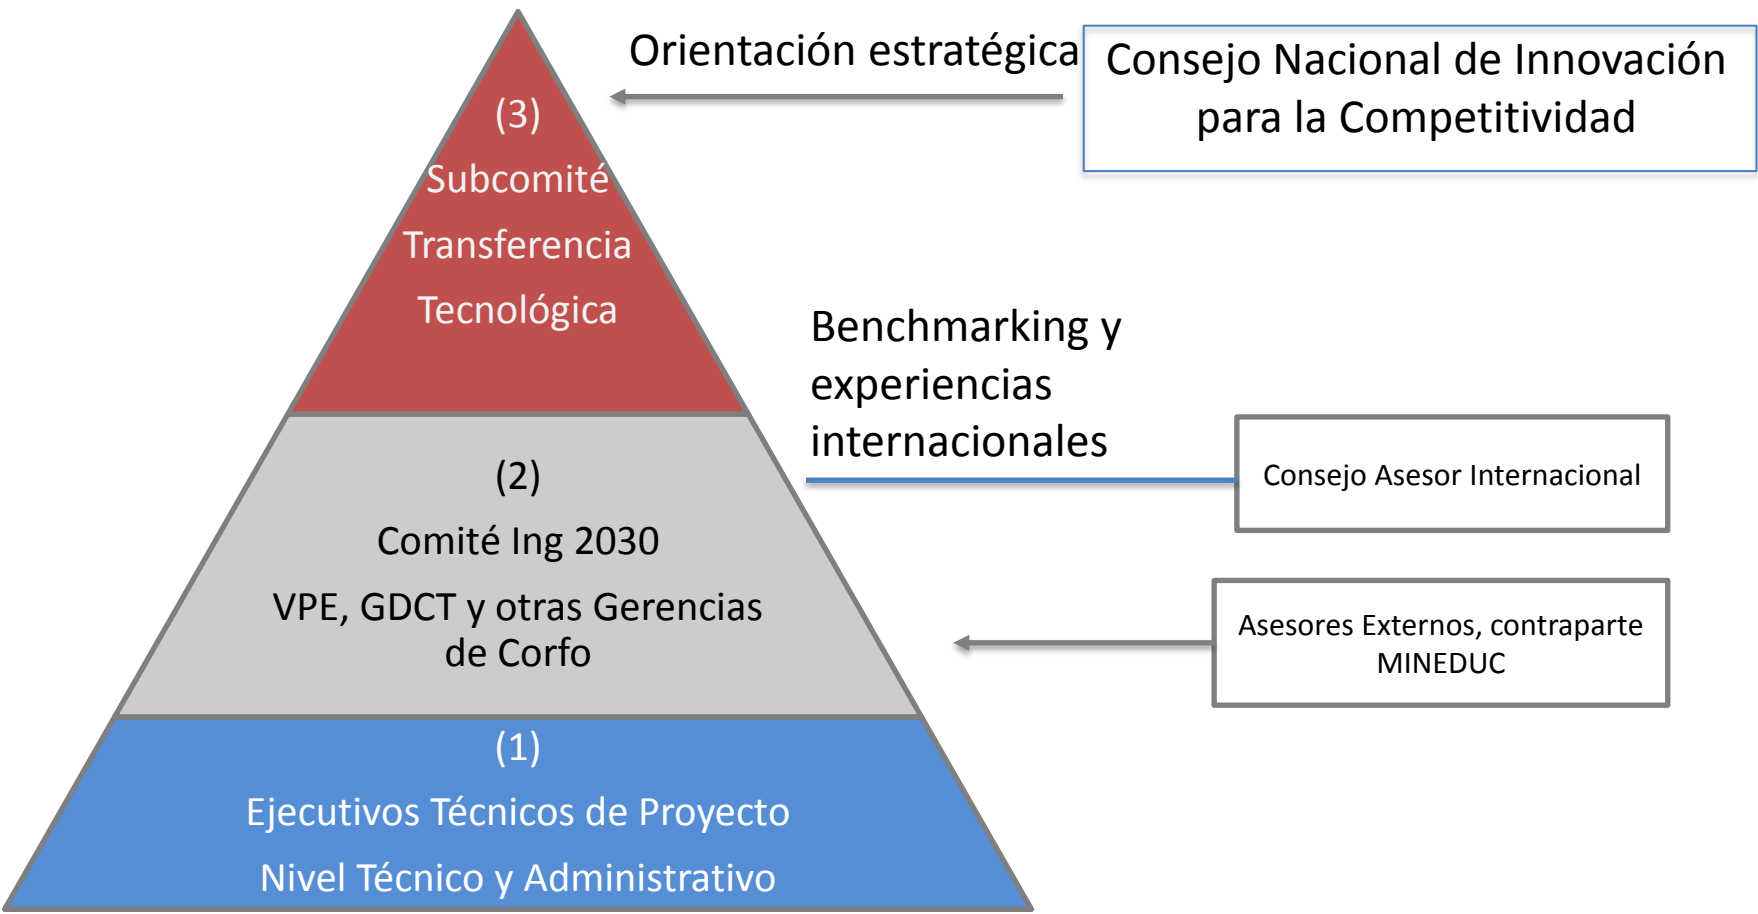 Orientación estratégica
Consejo Nacional de Innovación
para la Competitividad
(3)
Subcomité
Transferencia
Tecnológica
Benchmarking y
experiencias
internacionales
Consejo Asesor Internacional
(2)
Comité Ing 2030
VPE, GDCT y otras Gerencias
de Corfo
Asesores Externos, contraparte
MINEDUC
(1)
Ejecutivos Técnicos de Proyecto
Nivel Técnico y Administrativo